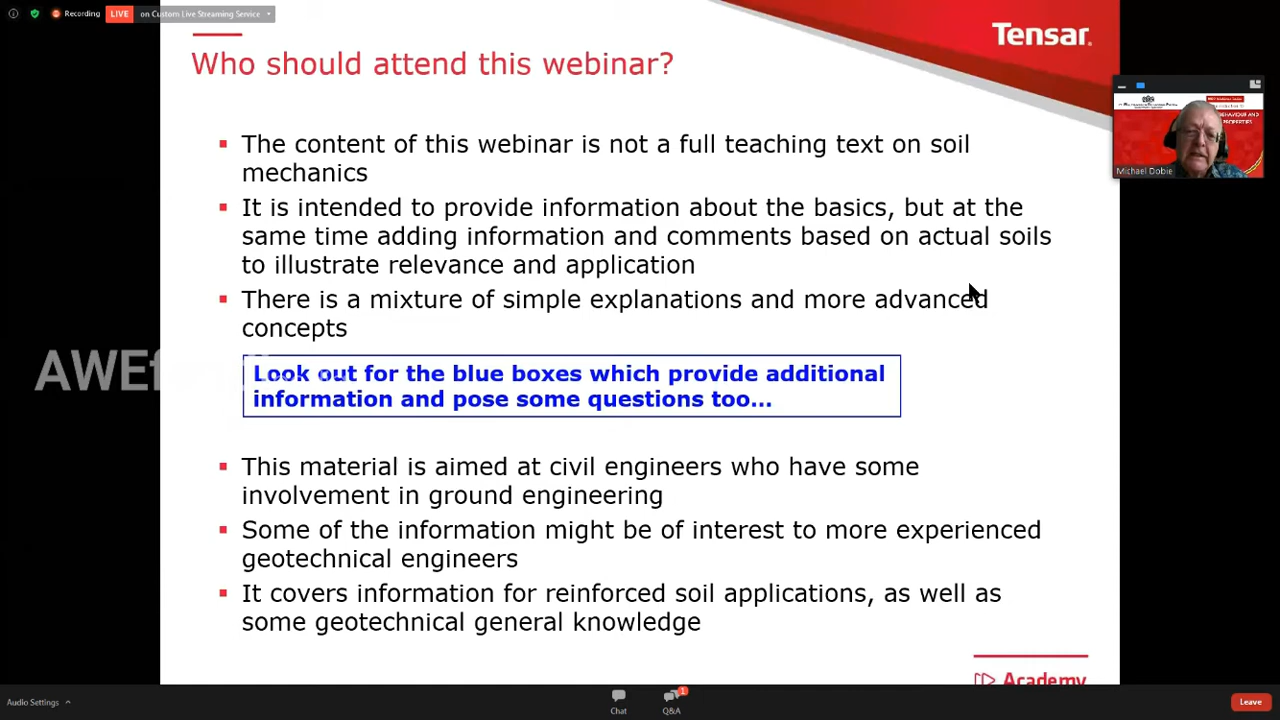 Recording
LIVE
on Custom Live Streaming Service
Tensar
Who should attend this webinar?
Michael Dobie
The content of this webinar is not a full teaching text on soil
mechanics
It is intended to provide information about the basics, but at the
same time adding information and comments based on actual soils
to illustrate relevance and application
There is a mixture of simple explanations and more advanced
concepts
Look out for the blue boxes which provide additional
information and pose some questions too...
This material is aimed at civil engineers who have some
involvement in ground engineering
Some of the information might be of interest to more experienced
geotechnical engineers
It covers information for reinforced soil applications, as well as
some geotechnical general knowledge
Academy
Audio Settings
Chat
1
Q&A
Leave